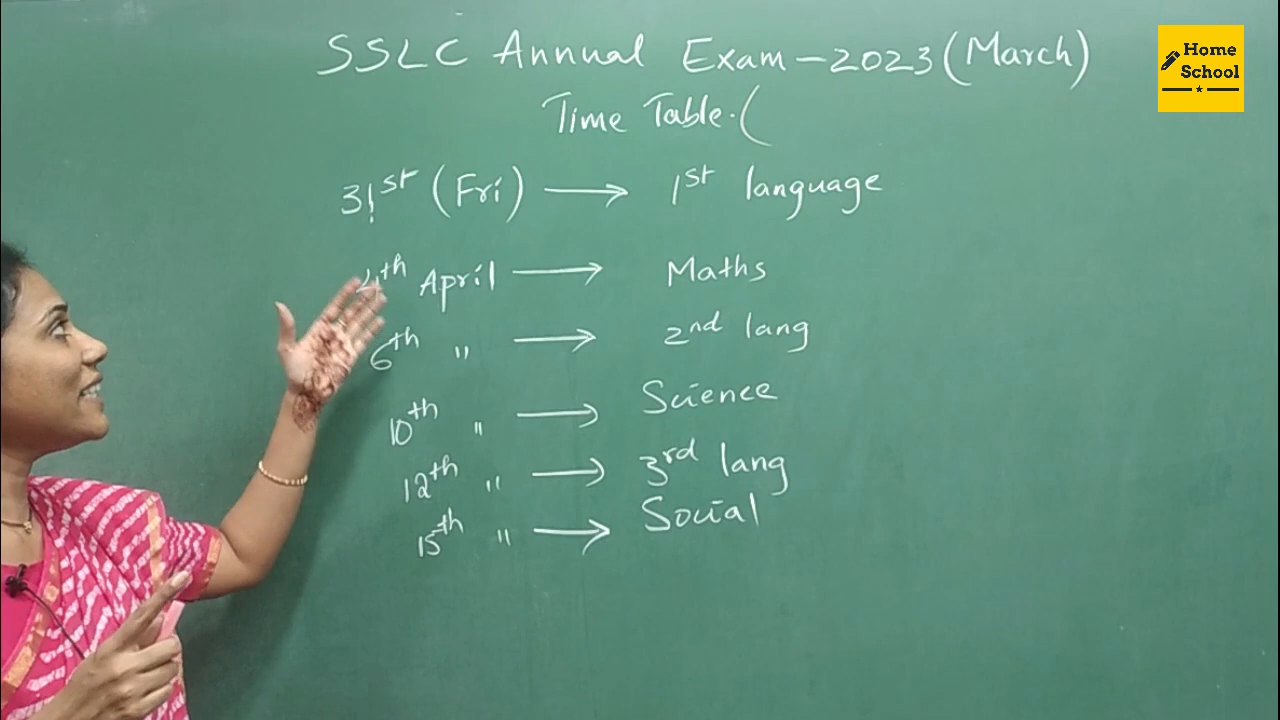 SSLC Annual Exam - 2023 (March)
Time Table. (
31st (Fri) → 1st language
4th April → Maths
6th " → 2nd lang
10th " → Science
12th " → 3rd lang
15th " → Social
Home
School